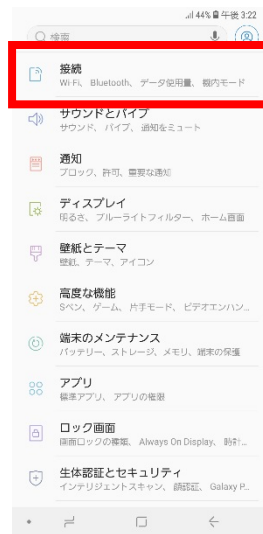 44% 午後 3:22
検索
接続
Wi-Fi、 Bluetooth、 データ使用量、 機内モード
サウンドとバイブ
サウンド、 バイブ、 通知をミュート
通知
ブロック、許可、重要な通知
ディスプレイ
明るさ、 ブルーライトフィルター、 ホーム画面
壁紙とテーマ
壁紙、テーマ、アイコン
高度な機能
Sペン、 ゲーム、 片手モード、 ビデオエンハン...
端末のメンテナンス
バッテリー、 ストレージ、 メモリ、 端末の保護
アプリ
標準アプリ、 アプリの権限
ロック画面
画面ロックの種類、 Always On Display、 時計...
生体認証とセキュリティ
インテリジェントスキャン、 顔認証、 Galaxy P...